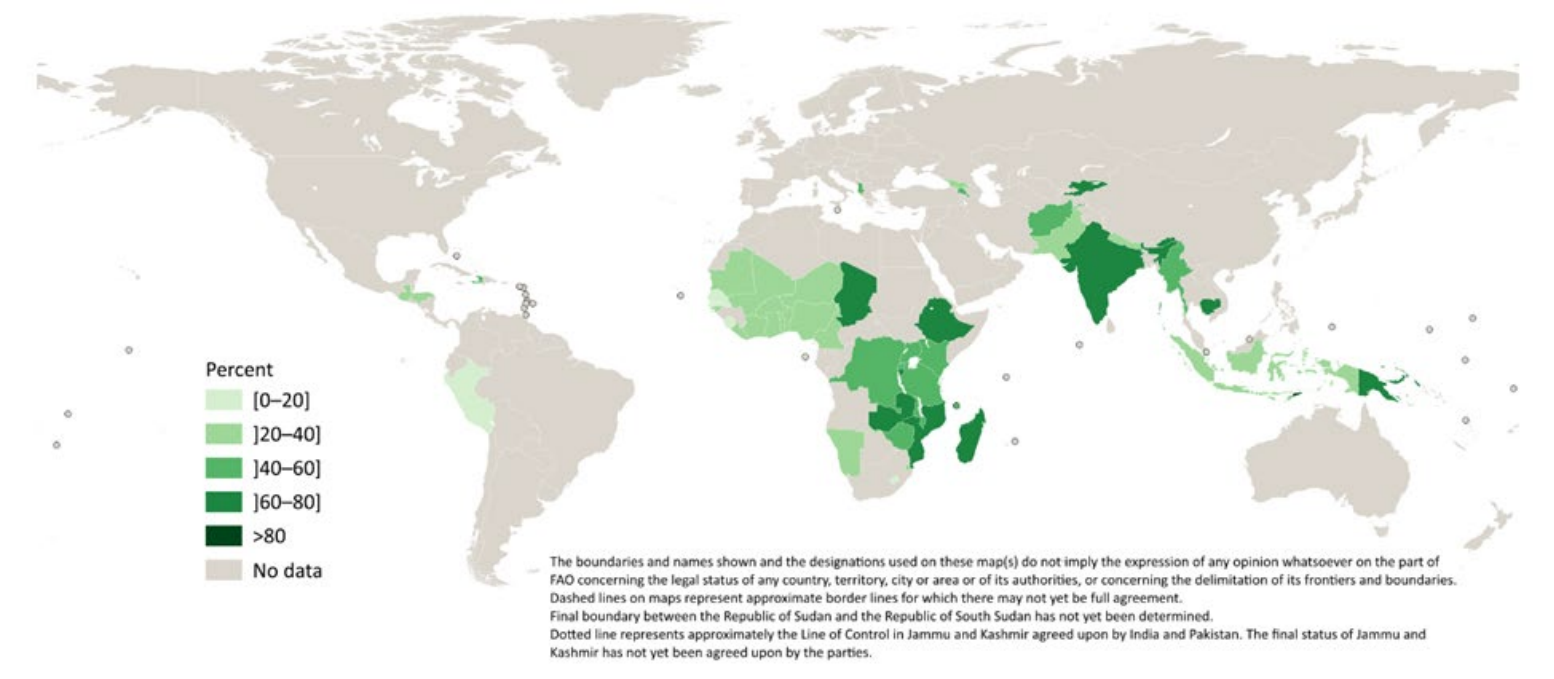 Percent
[0–20]
]20–40]
]40–60]
]60–80]
>80
No data
The boundaries and names shown and the designations used on these map(s) do not imply the expression of any opinion whatsoever on the part of
FAO concerning the legal status of any country, territory, city or area or of its authorities, or concerning the delimitation of its frontiers and boundaries.
Dashed lines on maps represent approximate border lines for which there may not yet be full agreement.
Final boundary between the Republic of Sudan and the Republic of South Sudan has not yet been determined.
Dotted line represents approximately the Line of Control in Jammu and Kashmir agreed upon by India and Pakistan. The final status of Jammu and
Kashmir has not yet been agreed upon by the parties.